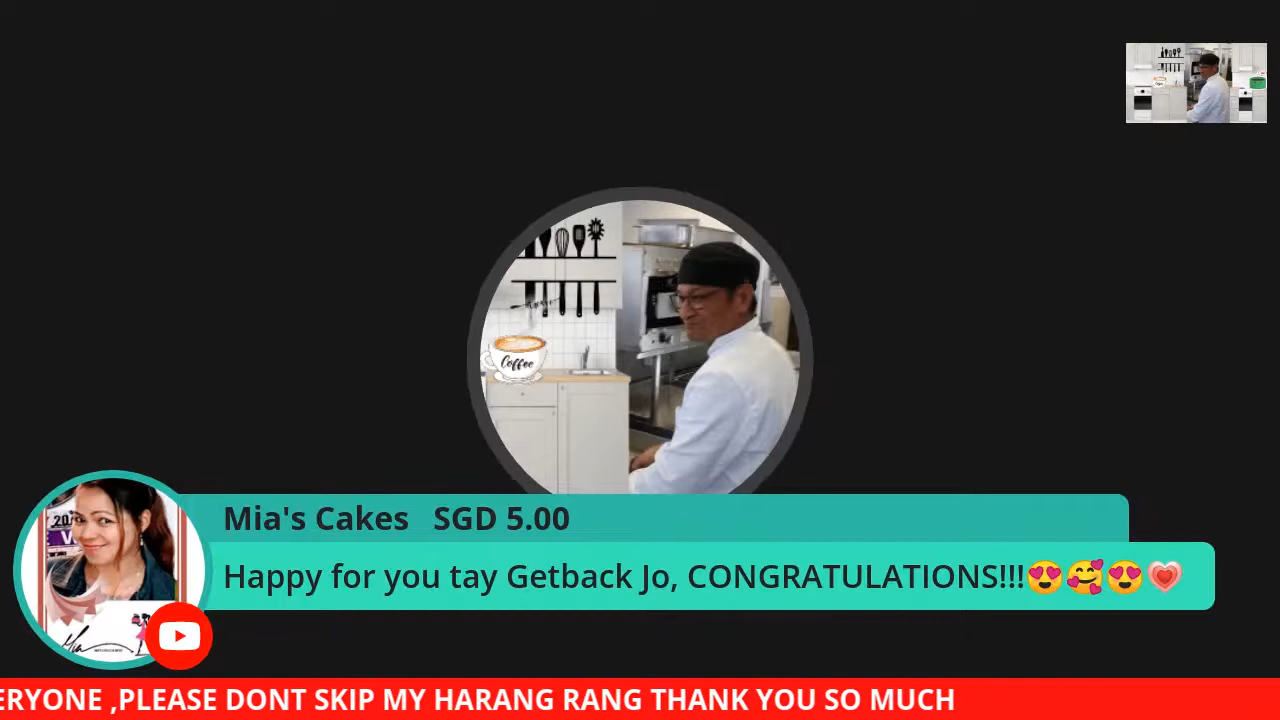 Coffee
Mia's Cakes SGD 5.00
Happy for you tay Getback Jo, CONGRATULATIONS!!!😍🥰😍💗
Mia
ERYONE ,PLEASE DONT SKIP MY HARANG RANG THANK YOU SO MUCH